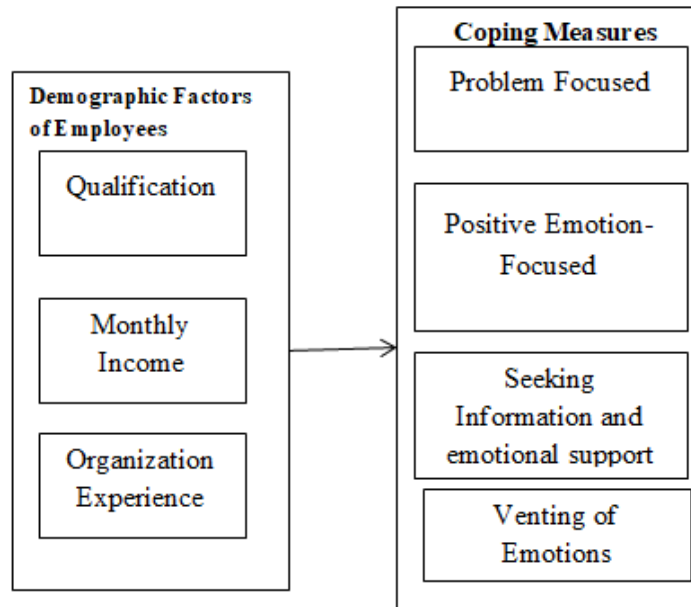 Demographic Factors
of Employees
Qualification
Monthly
Income
Organization
Experience
Coping Measures
Problem Focused
Positive Emotion-
Focused
Seeking
Information and
emotional support
Venting of
Emotions